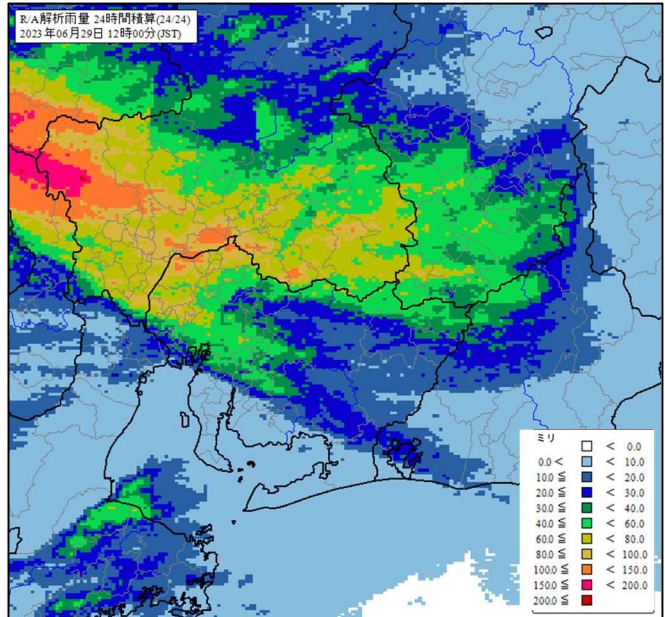 R/A解析雨量 24時間積算(24/24)
2023年06月29日 12時00分(JST)
ミリ
< 0.0
0.0 < < 10.0
10.0 ≦ < 20.0
20.0 ≦ < 30.0
30.0 ≦ < 40.0
40.0 ≦ < 60.0
60.0 ≦ < 80.0
80.0 ≦ < 100.0
100.0 ≦ < 150.0
150.0 ≦ < 200.0
200.0 ≦